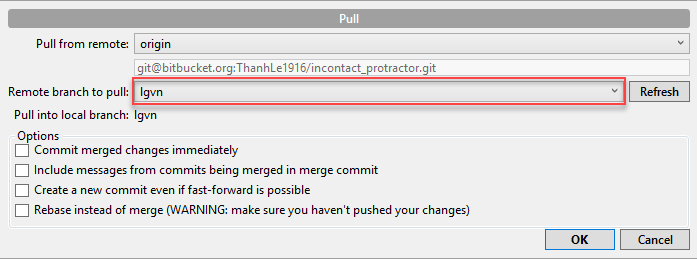 Pull
Pull from remote: origin
git@bitbucket.org:ThanhLe1916/incontact_protractor.git
Remote branch to pull: lgvn Refresh
Pull into local branch: lgvn
Options
Commit merged changes immediately
Include messages from commits being merged in merge commit
Create a new commit even if fast-forward is possible
Rebase instead of merge (WARNING: make sure you haven't pushed your changes)
OK Cancel